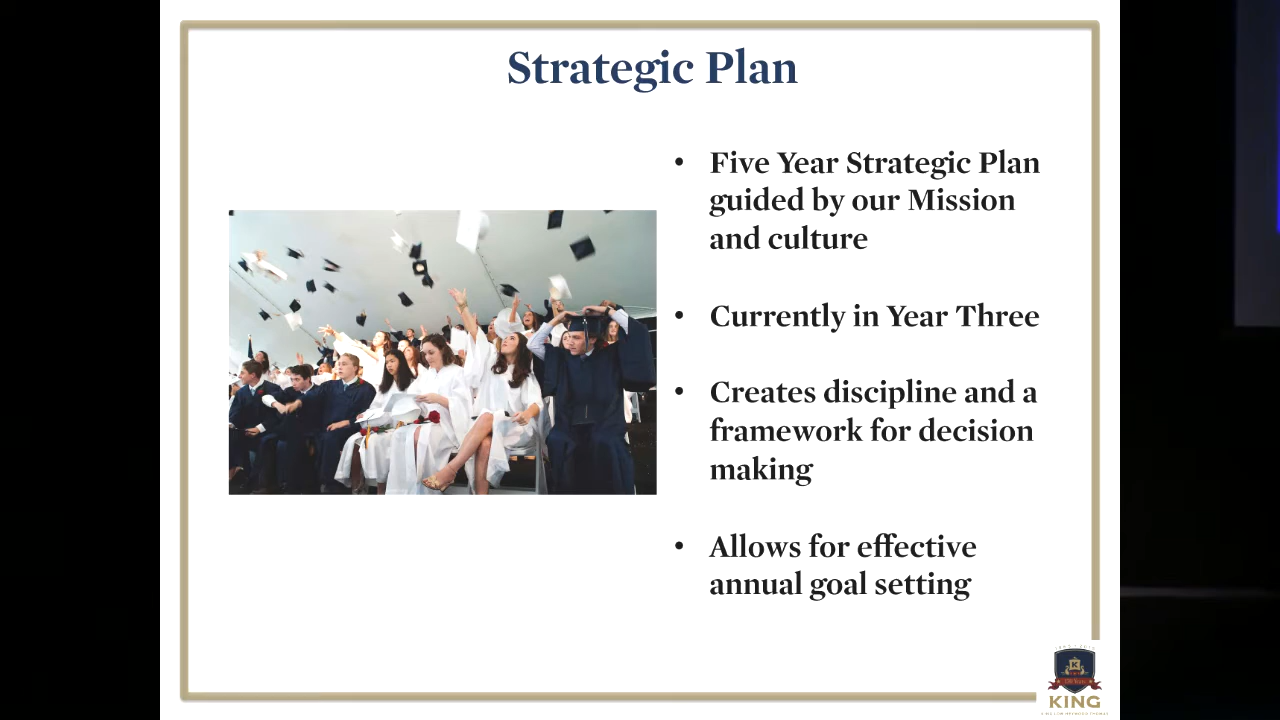 Strategic Plan
• Five Year Strategic Plan
guided by our Mission
and culture
• Currently in Year Three
• Creates discipline and a
framework for decision
making
• Allows for effective
annual goal setting
K
KING